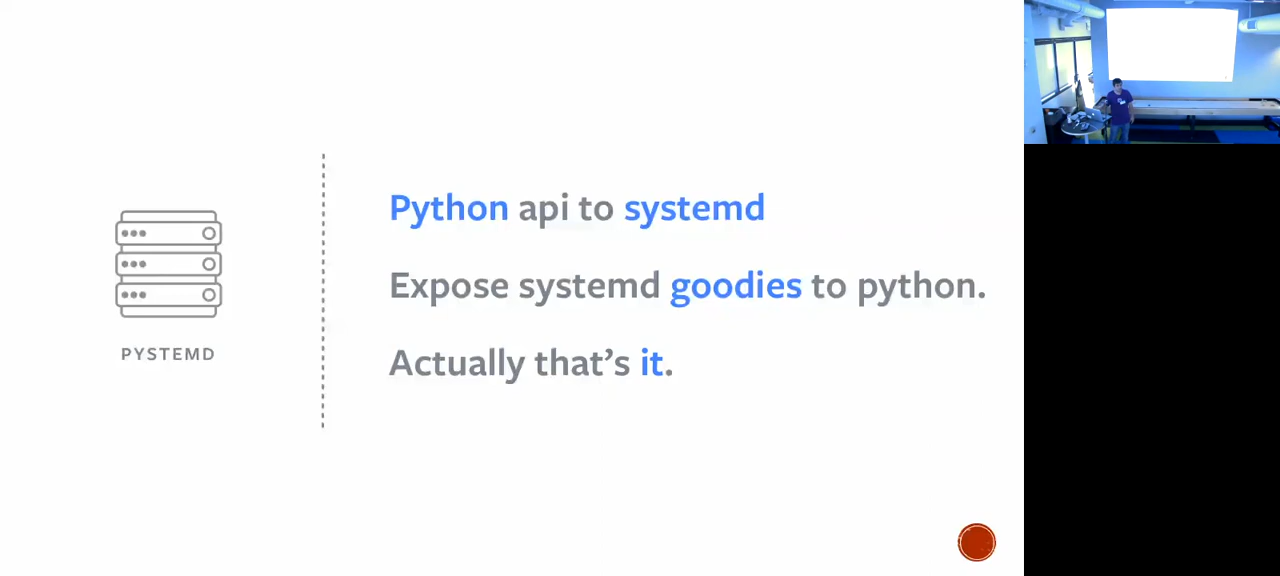 Python api to systemd
Expose systemd goodies to python.
Actually that's it.
PYSTEMD